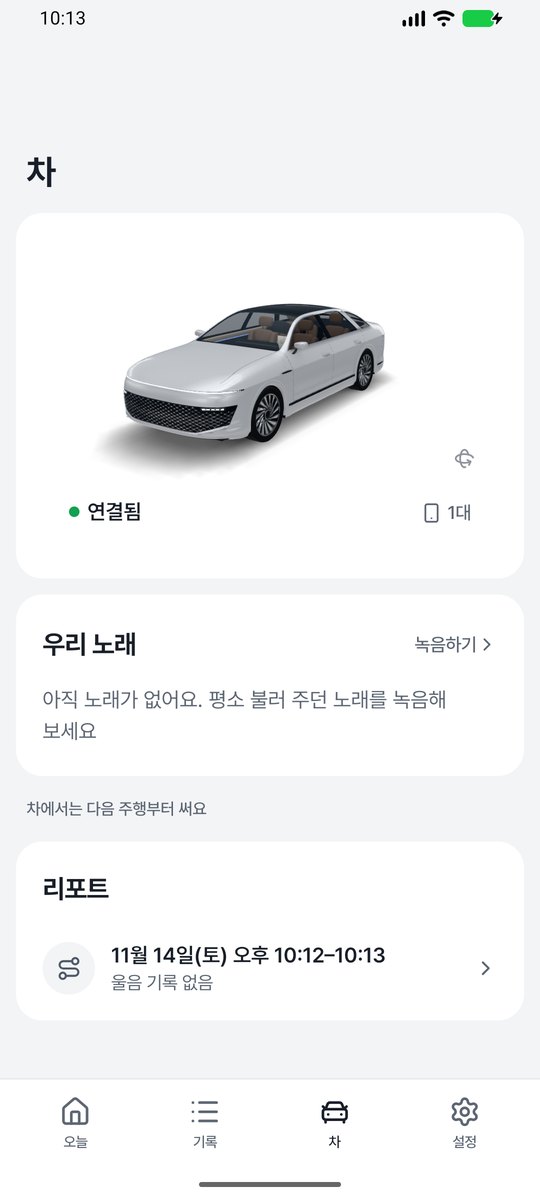 10:13
차
연결됨
1대
우리 노래
녹음하기
아직 노래가 없어요. 평소 불러 주던 노래를 녹음해
보세요
차에서는 다음 주행부터 써요
리포트
11월 14일(토) 오후 10:12–10:13
울음 기록 없음
오늘
기록
차
설정